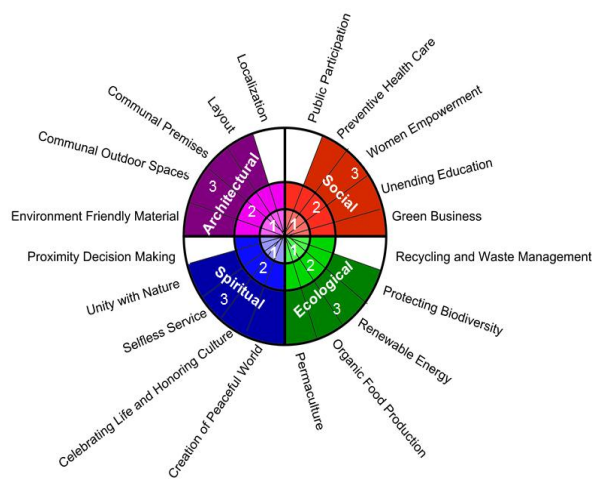 Public Participation
Preventive Health Care
Women Empowerment
Unending Education
Green Business
Recycling and Waste Management
Protecting Biodiversity
Renewable Energy
Organic Food Production
Permaculture
Creation of Peaceful World
Celebrating Life and Honoring Culture
Selfless Service
Unity with Nature
Proximity Decision Making
Environment Friendly Material
Communal Outdoor Spaces
Communal Premises
Layout
Localization
Architectural
3
2
1
Social
3
2
1
Ecological
3
2
1
Spiritual
3
2
1